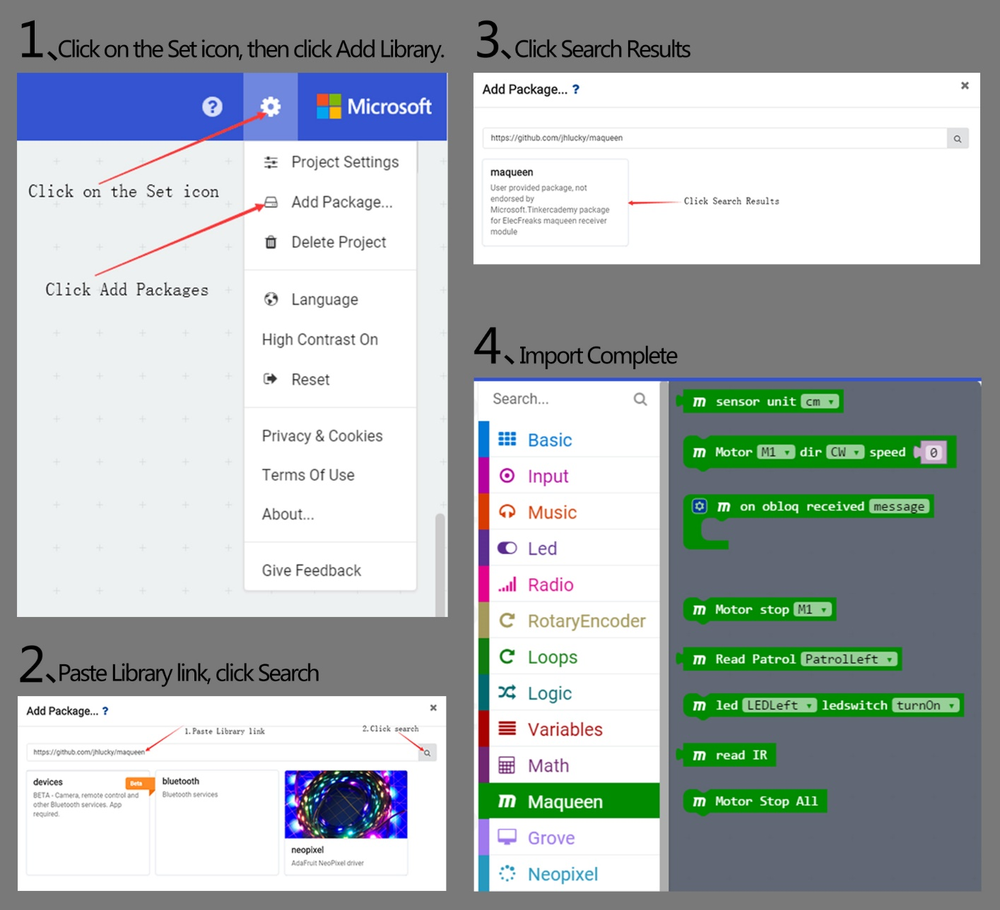 1、Click on the Set icon, then click Add Library.
?
Microsoft
Project Settings
Click on the Set icon
Add Package...
Delete Project
Click Add Packages
Language
High Contrast On
Reset
Privacy & Cookies
Terms Of Use
About...
Give Feedback
2、Paste Library link, click Search
Add Package... ?
×
1.Paste Library link
2.Click search
https://github.com/jhlucky/maqueen
devices
Beta
BETA - Camera, remote control and
other Bluetooth services. App
required.
bluetooth
Bluetooth services
neopixel
AdaFruit NeoPixel driver
3、Click Search Results
Add Package... ?
×
https://github.com/jhlucky/maqueen
maqueen
User provided package, not
endorsed by
Microsoft.Tinkercademy package
for ElecFreaks maqueen receiver
module
Click Search Results
4、Import Complete
Search...
Basic
Input
Music
Led
Radio
RotaryEncoder
Loops
Logic
Variables
Math
m Maqueen
Grove
Neopixel
m sensor unit cm
m Motor M1 dir CW speed 0
m on obloq received message
m Motor stop M1
m Read Patrol PatrolLeft
m led LEDLeft ledswitch turnOn
m read IR
m Motor Stop All